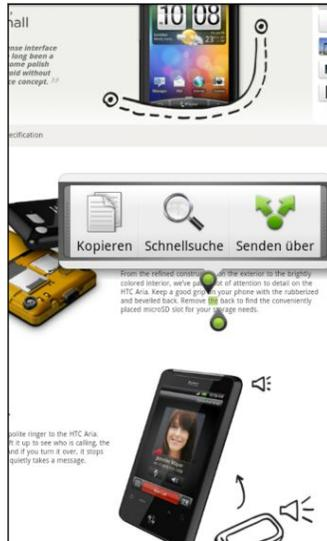 nall
10 08
ense interface
long been a
ome polish
oid without
ce concept. ”
ecification
Kopieren Schnellsuche Senden über
From the refined on the exterior to the brightly
colored interior, we've of attention to detail on the
HTC Aria. Keep a good grip your phone with the rubberized
and bevelled back. Remove the back to find the conveniently
placed microSD slot for your storage needs.
polite ringer to the HTC Aria.
ft it up to see who is calling, the
and if you turn it over, it stops
quietly takes a message.